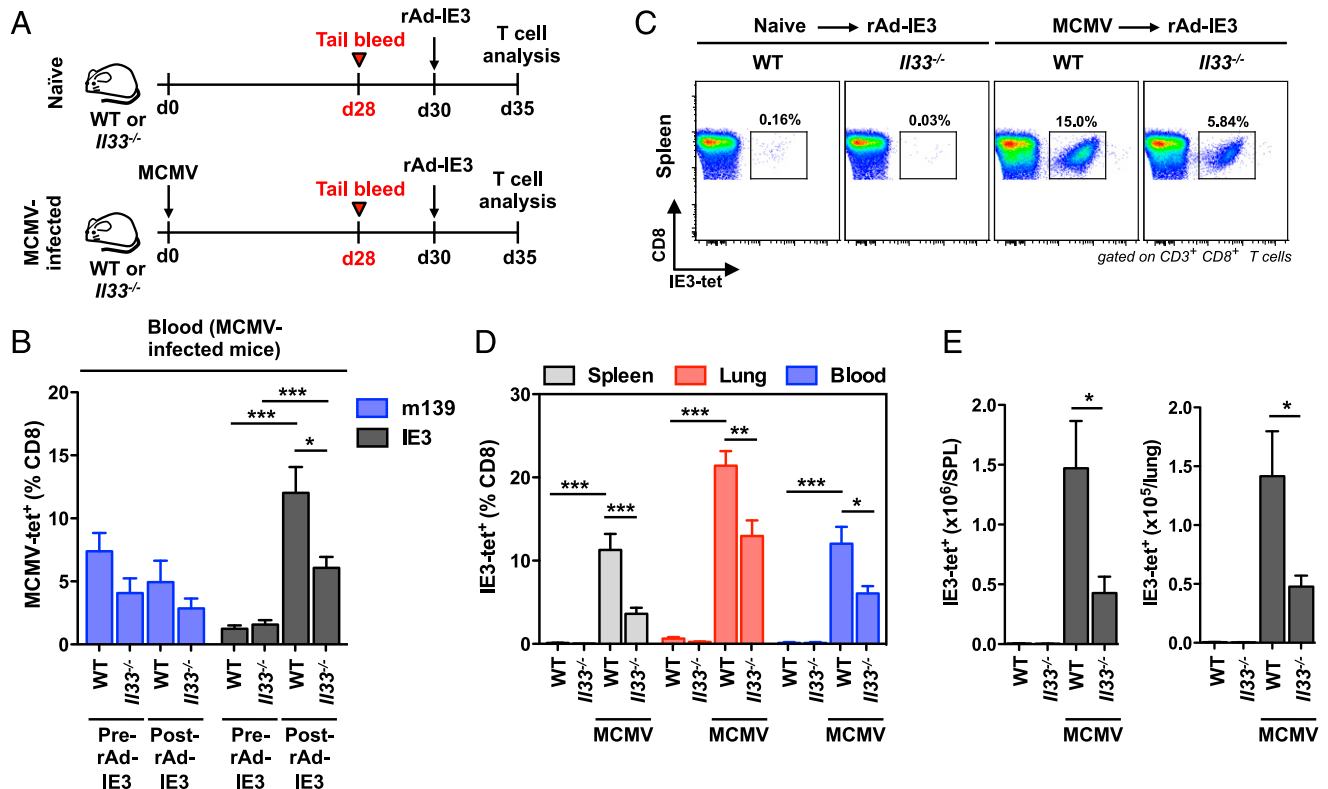 A
Naïve
WT or
Il33-/-
d0
Tail bleed
d28
rAd-IE3
d30
T cell
analysis
d35
MCMV-
infected
MCMV
WT or
Il33-/-
d0
Tail bleed
d28
rAd-IE3
d30
T cell
analysis
d35
B
Blood (MCMV-
infected mice)
MCMV-tet+ (% CD8)
20
15
10
5
0
***
***
*
m139
IE3
WT
Il33-/-
WT
Il33-/-
WT
Il33-/-
WT
Il33-/-
Pre-
rAd-
IE3
Post-
rAd-
IE3
Pre-
rAd-
IE3
Post-
rAd-
IE3
C
Naive → rAd-IE3
MCMV → rAd-IE3
WT
Il33-/-
WT
Il33-/-
Spleen
0.16%
0.03%
15.0%
5.84%
CD8
IE3-tet
gated on CD3+ CD8+ T cells
D
Spleen
Lung
Blood
IE3-tet+ (% CD8)
30
20
10
0
***
***
***
**
***
*
WT
Il33-/-
WT
Il33-/-
WT
Il33-/-
WT
Il33-/-
WT
Il33-/-
WT
Il33-/-
MCMV
MCMV
MCMV
E
IE3-tet+ (x10^6/SPL)
2.0
1.5
1.0
0.5
0.0
*
WT
Il33-/-
WT
Il33-/-
MCMV
IE3-tet+ (x10^5/lung)
2.0
1.5
1.0
0.5
0.0
*
WT
Il33-/-
WT
Il33-/-
MCMV